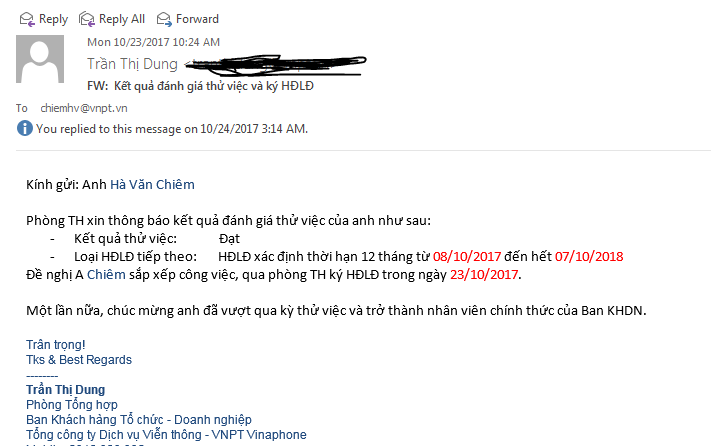 Reply Reply All Forward
Mon 10/23/2017 10:24 AM
Trần Thị Dung
FW: Kết quả đánh giá thử việc và ký HĐLĐ
To chiemhv@vnpt.vn
You replied to this message on 10/24/2017 3:14 AM.
Kính gửi: Anh Hà Văn Chiêm
Phòng TH xin thông báo kết quả đánh giá thử việc của anh như sau:
- Kết quả thử việc: Đạt
- Loại HĐLĐ tiếp theo: HĐLĐ xác định thời hạn 12 tháng từ 08/10/2017 đến hết 07/10/2018
Đề nghị A Chiêm sắp xếp công việc, qua phòng TH ký HĐLĐ trong ngày 23/10/2017.
Một lần nữa, chúc mừng anh đã vượt qua kỳ thử việc và trở thành nhân viên chính thức của Ban KHDN.
Trân trọng!
Tks & Best Regards
--------
Trần Thị Dung
Phòng Tổng hợp
Ban Khách hàng Tổ chức - Doanh nghiệp
Tổng công ty Dịch vụ Viễn thông - VNPT Vinaphone